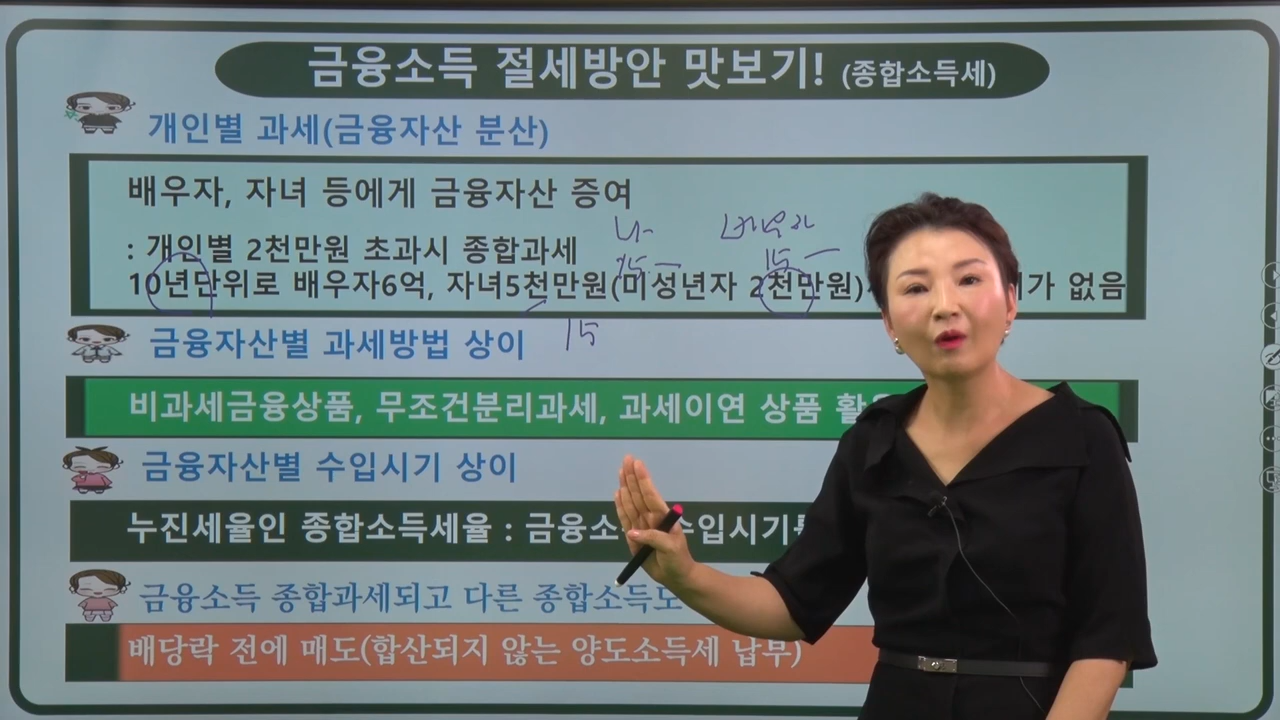 금융소득 절세방안 맛보기! (종합소득세)
개인별 과세(금융자산 분산)
배우자, 자녀 등에게 금융자산 증여
나 배우자
: 개인별 2천만원 초과시 종합과세
15 15
10년단위로 배우자6억, 자녀5천만원(미성년자 2천만원) 가 없음
15
금융자산별 과세방법 상이
비과세금융상품, 무조건분리과세, 과세이연 상품
금융자산별 수입시기 상이
누진세율인 종합소득세율 : 수입시기
금융소득 종합과세되고 다른 종합소득도
배당락 전에 매도(합산되지 않는 양도소득세 납부)